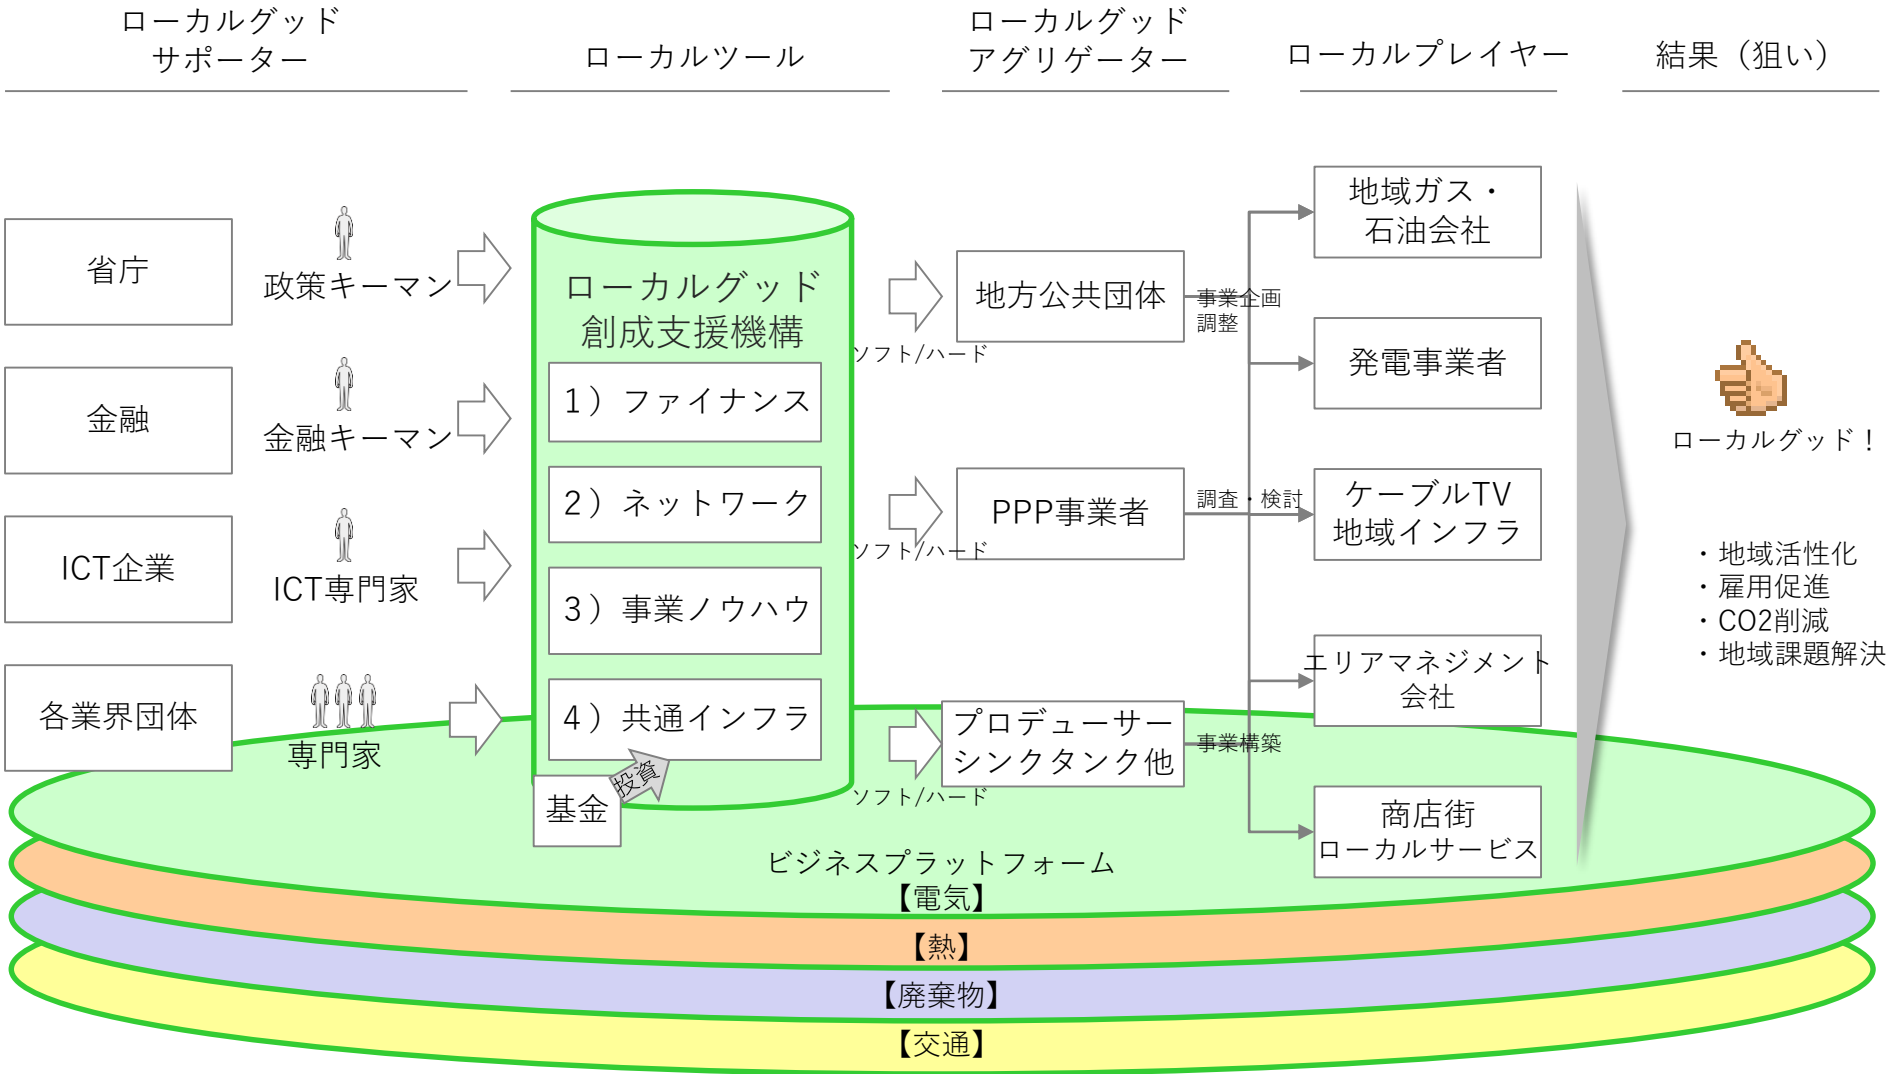 ローカルグッド
サポーター
ローカルツール
ローカルグッド
アグリゲーター
ローカルプレイヤー
結果（狙い）
省庁
政策キーマン
金融
金融キーマン
ICT企業
ICT専門家
各業界団体
専門家
ローカルグッド
創成支援機構
１）ファイナンス
２）ネットワーク
３）事業ノウハウ
４）共通インフラ
投資
基金
ソフト/ハード
ソフト/ハード
ソフト/ハード
地方公共団体
事業企画
調整
PPP事業者
調査・検討
プロデューサー
シンクタンク他
事業構築
地域ガス・
石油会社
発電事業者
ケーブルTV
地域インフラ
エリアマネジメント
会社
商店街
ローカルサービス
ローカルグッド！
・地域活性化
・雇用促進
・CO2削減
・地域課題解決
ビジネスプラットフォーム
【電気】
【熱】
【廃棄物】
【交通】